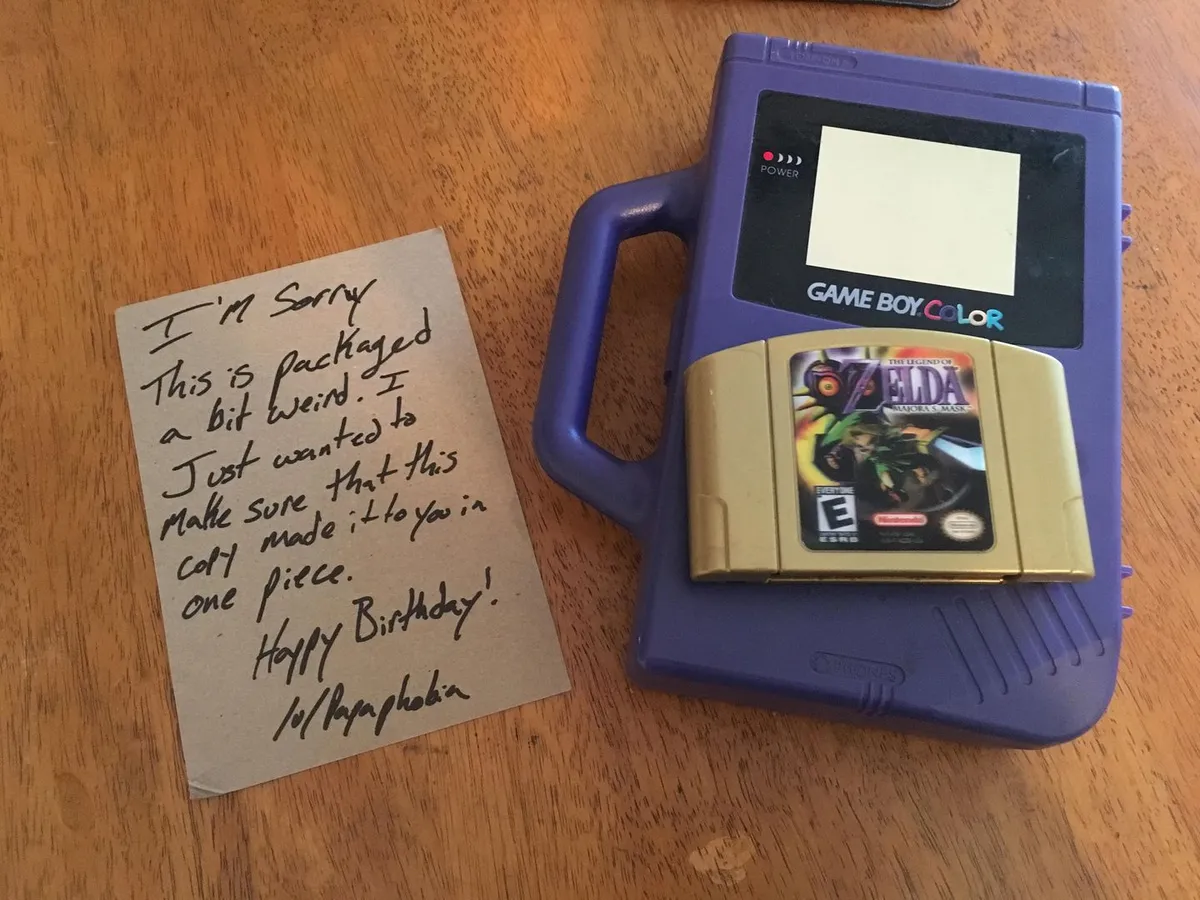 I'm Sorry
This is packaged
a bit weird. I
Just wanted to
make sure that this
copy made it to you in
one piece.
Happy Birthday!
/u/Papaphobia
POWER
GAME BOY COLOR
THE LEGEND OF
ZELDA
MAJORA'S MASK
EVERYONE
E
ESRB
Nintendo